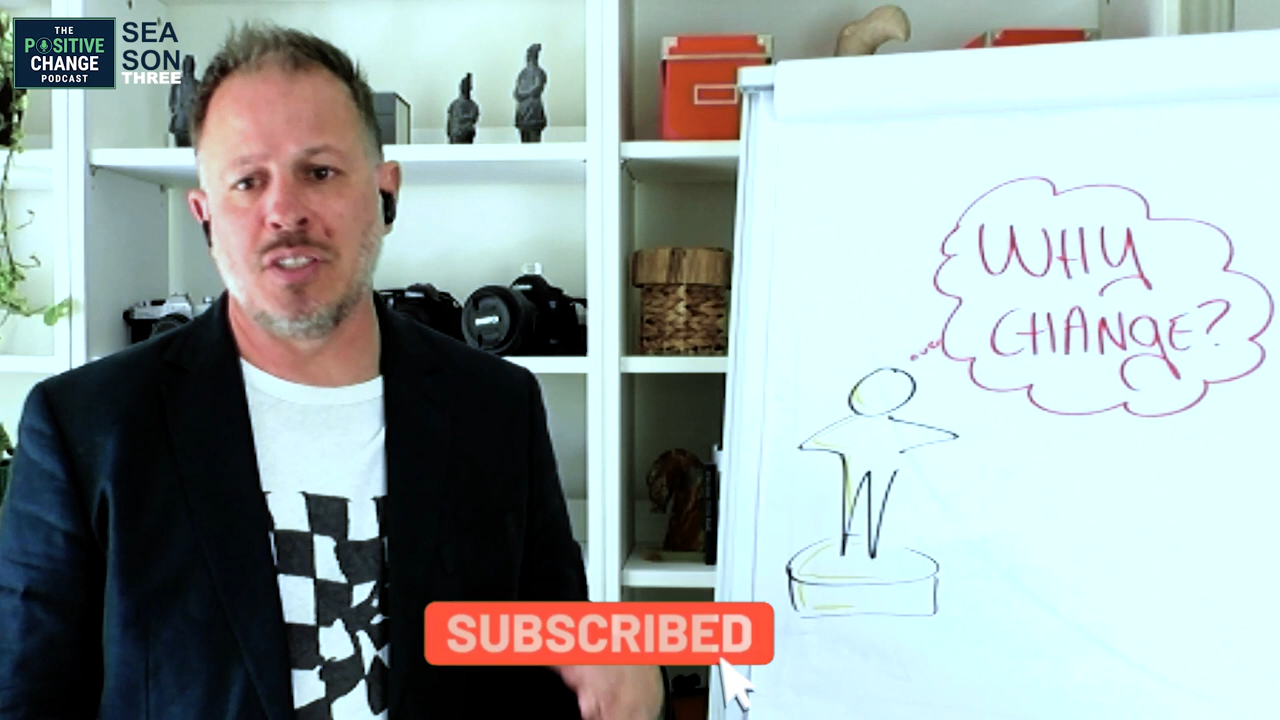 THE
POSITIVE
CHANGE
PODCAST
SEA
SON
THREE
WHY
CHANGE?
SUBSCRIBED